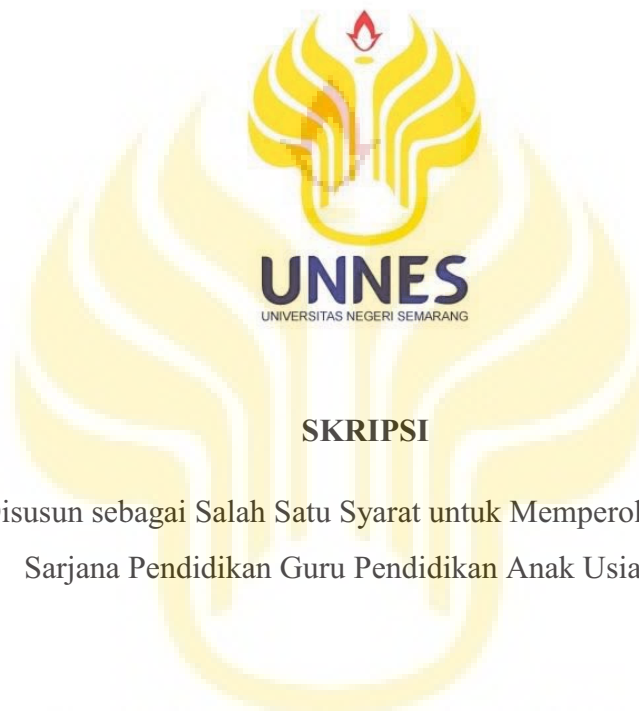 UNNES
UNIVERSITAS NEGERI SEMARANG
SKRIPSI
isusun sebagai Salah Satu Syarat untuk Memperol
Sarjana Pendidikan Guru Pendidikan Anak Usia